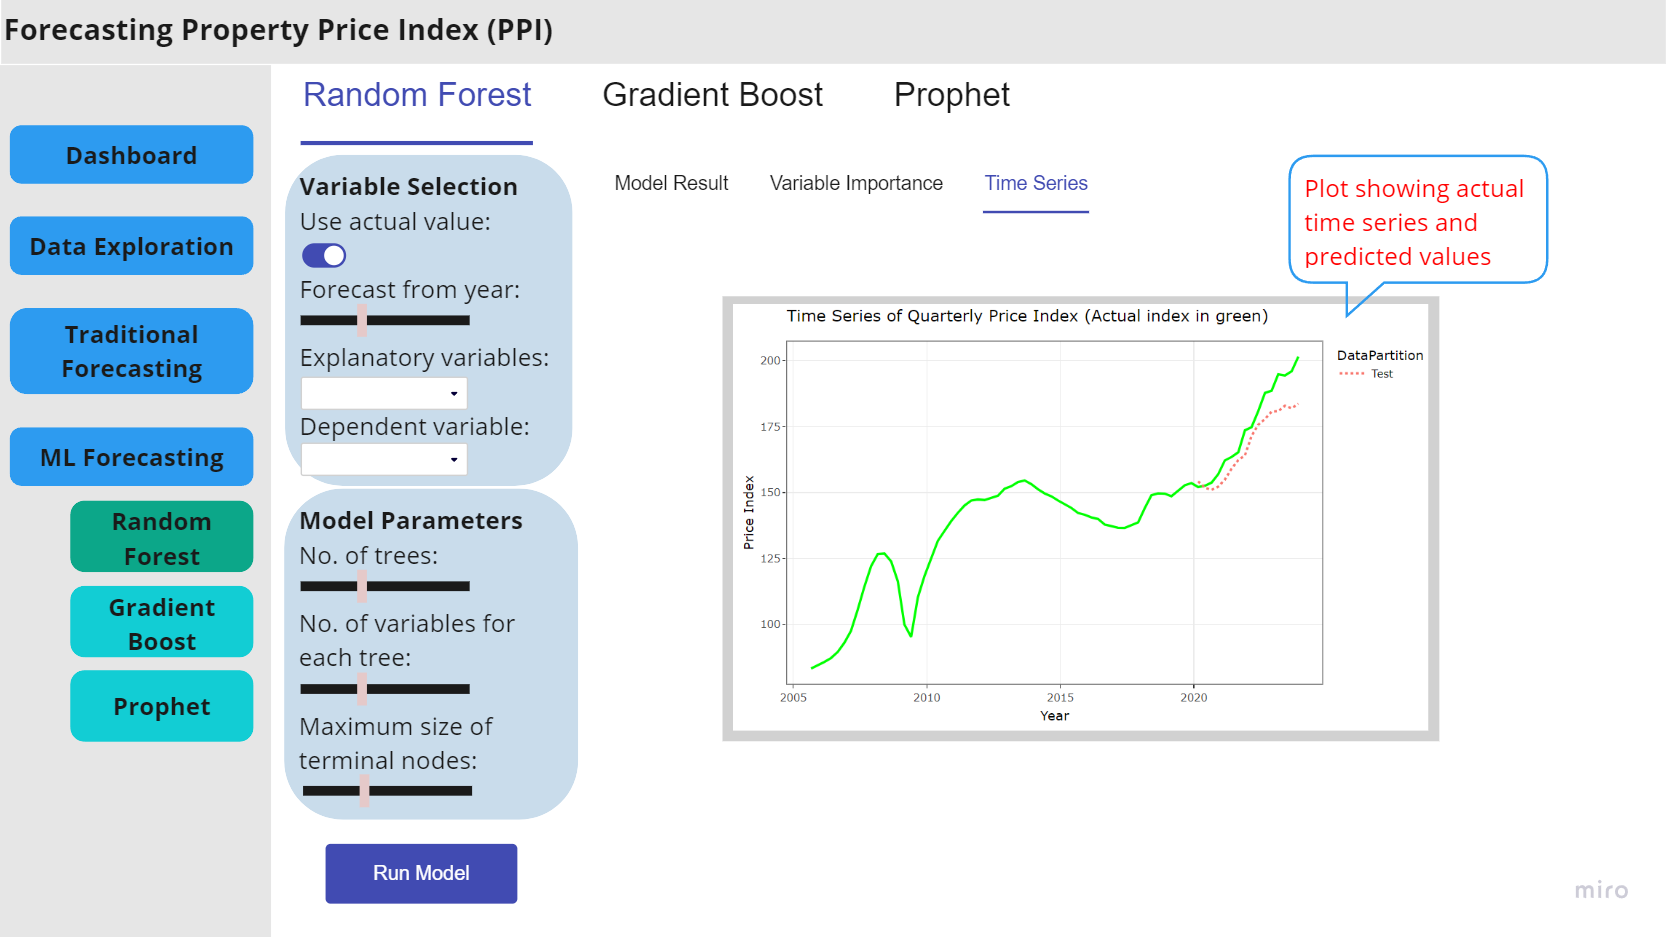 Forecasting Property Price Index (PPI)
Random Forest
Gradient Boost
Prophet
Dashboard
Data Exploration
Traditional
Forecasting
ML Forecasting
Random
Forest
Gradient
Boost
Prophet
Variable Selection
Use actual value:
Forecast from year:
Explanatory variables:
Dependent variable:
Model Parameters
No. of trees:
No. of variables for
each tree:
Maximum size of
terminal nodes:
Run Model
Model Result
Variable Importance
Time Series
Plot showing actual
time series and
predicted values
Time Series of Quarterly Price Index (Actual index in green)
200
175
150
125
100
Price Index
2005
2010
2015
2020
Year
DataPartition
Test
miro